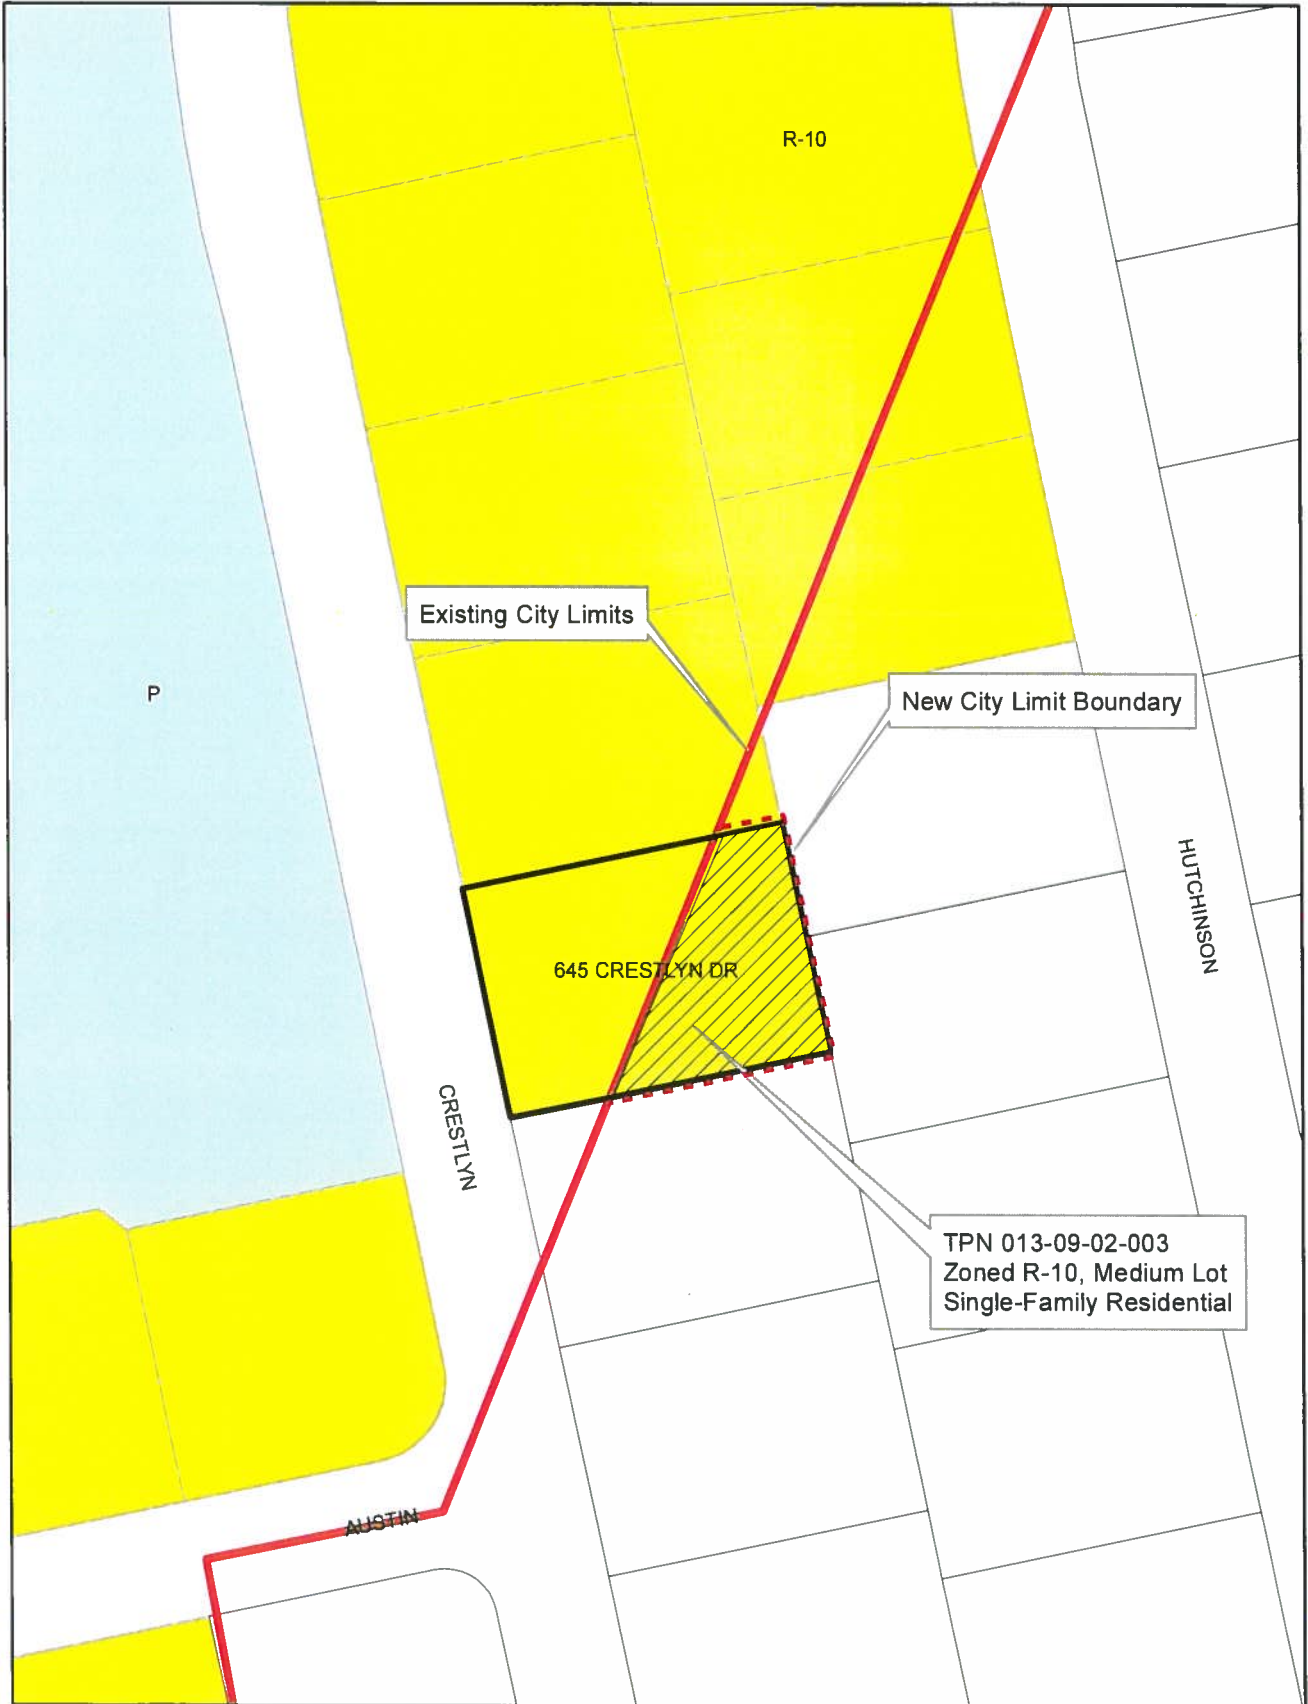 R-10
Existing City Limits
P
New City Limit Boundary
HUTCHINSON
645 CRESTLYN DR
CRESTLYN
TPN 013-09-02-003
Zoned R-10, Medium Lot
Single-Family Residential
AUSTIN